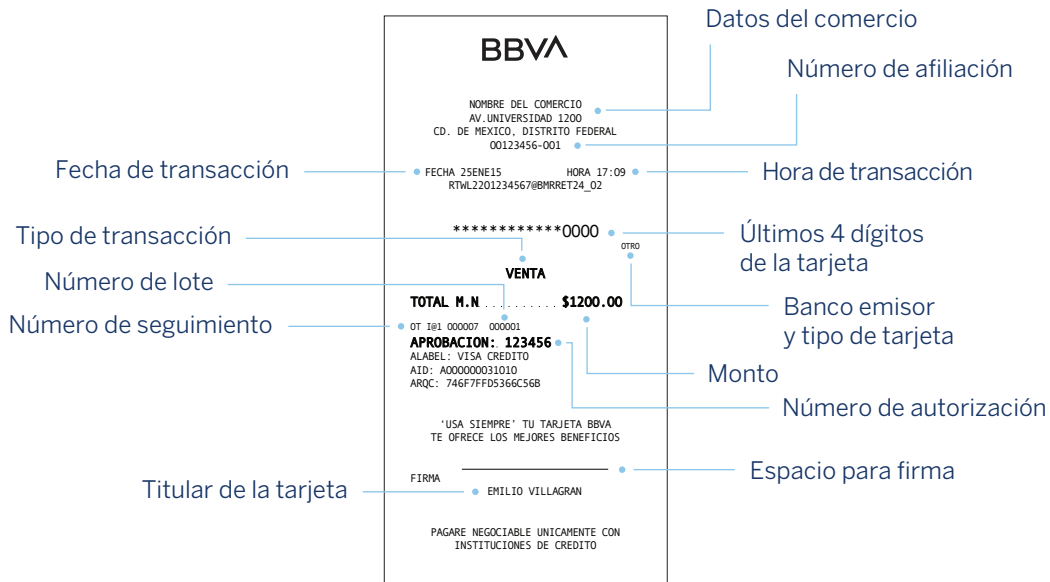 Datos del comercio
BBVA
Número de afiliación
NOMBRE DEL COMERCIO
AV.UNIVERSIDAD 1200
CD. DE MEXICO, DISTRITO FEDERAL
00123456-001
Fecha de transacción
FECHA 25ENE15 HORA 17:09
Hora de transacción
RTWL2201234567@BMRRET24_02
Tipo de transacción
************0000
Últimos 4 dígitos
de la tarjeta
OTRO
VENTA
Número de lote
TOTAL M.N .......... $1200.00
Banco emisor
y tipo de tarjeta
Número de seguimiento
OT I@1 000007 000001
APROBACION: 123456
ALABEL: VISA CREDITO
AID: A000000031010
ARQC: 746F7FFD5366C56B
Monto
Número de autorización
'USA SIEMPRE' TU TARJETA BBVA
TE OFRECE LOS MEJORES BENEFICIOS
Espacio para firma
FIRMA
Titular de la tarjeta
EMILIO VILLAGRAN
PAGARE NEGOCIABLE UNICAMENTE CON
INSTITUCIONES DE CREDITO